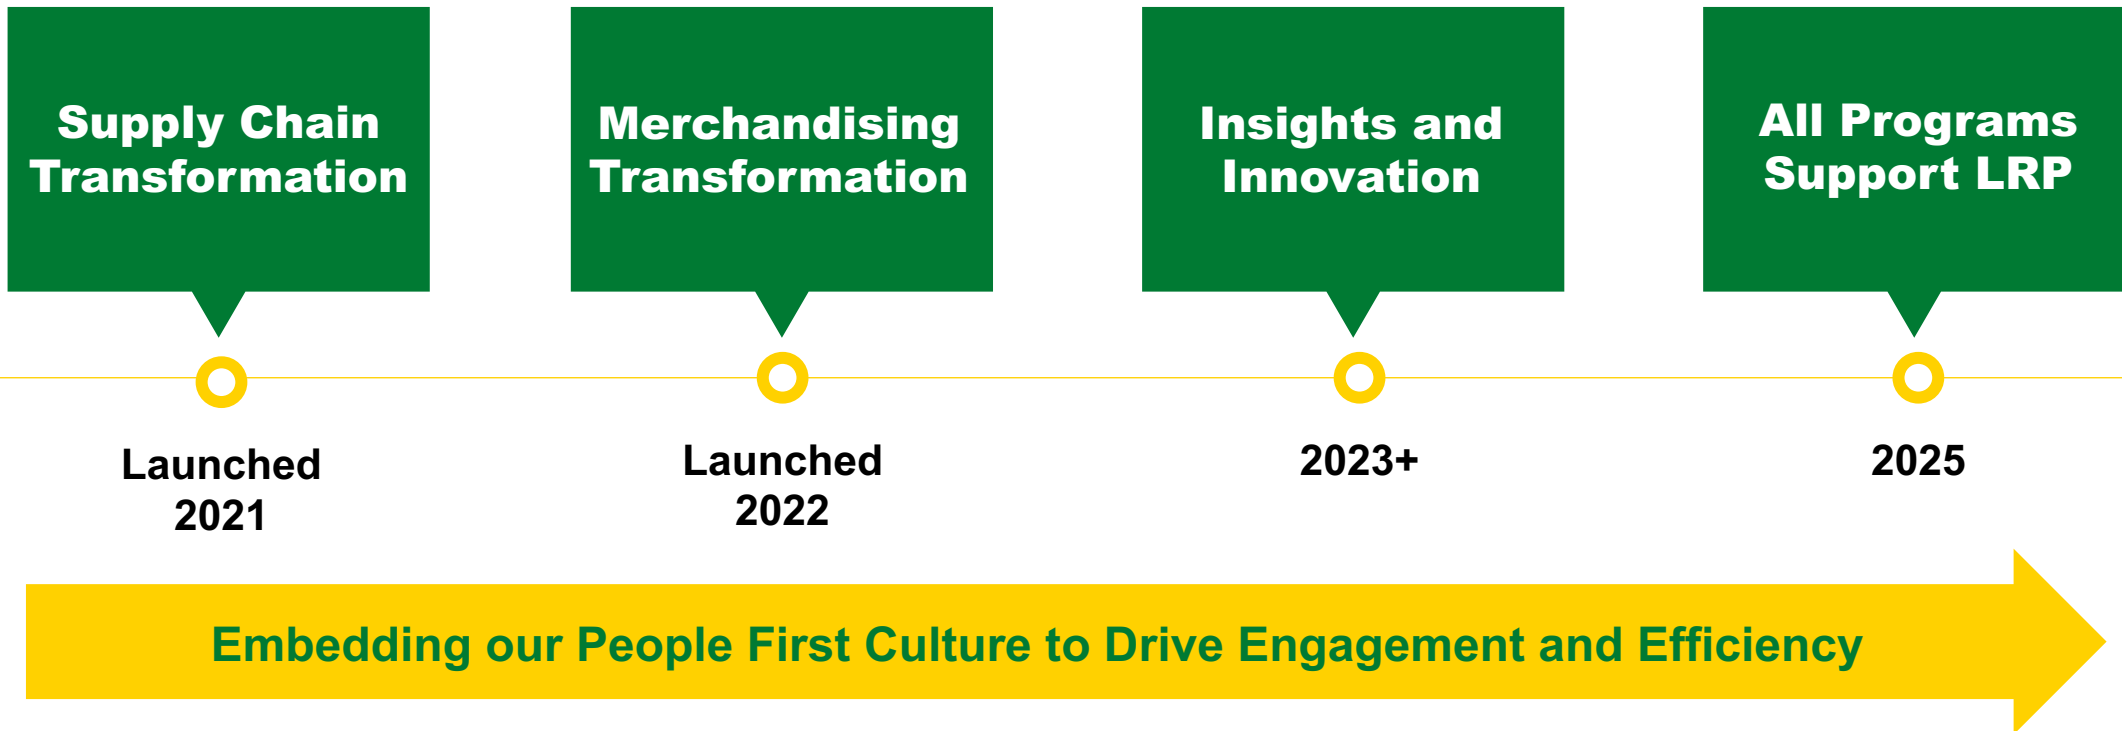 Supply Chain
Transformation
Merchandising
Transformation
Insights and
Innovation
All Programs
Support LRP
Launched
2021
Launched
2022
2023+
2025
Embedding our People First Culture to Drive Engagement and Efficiency